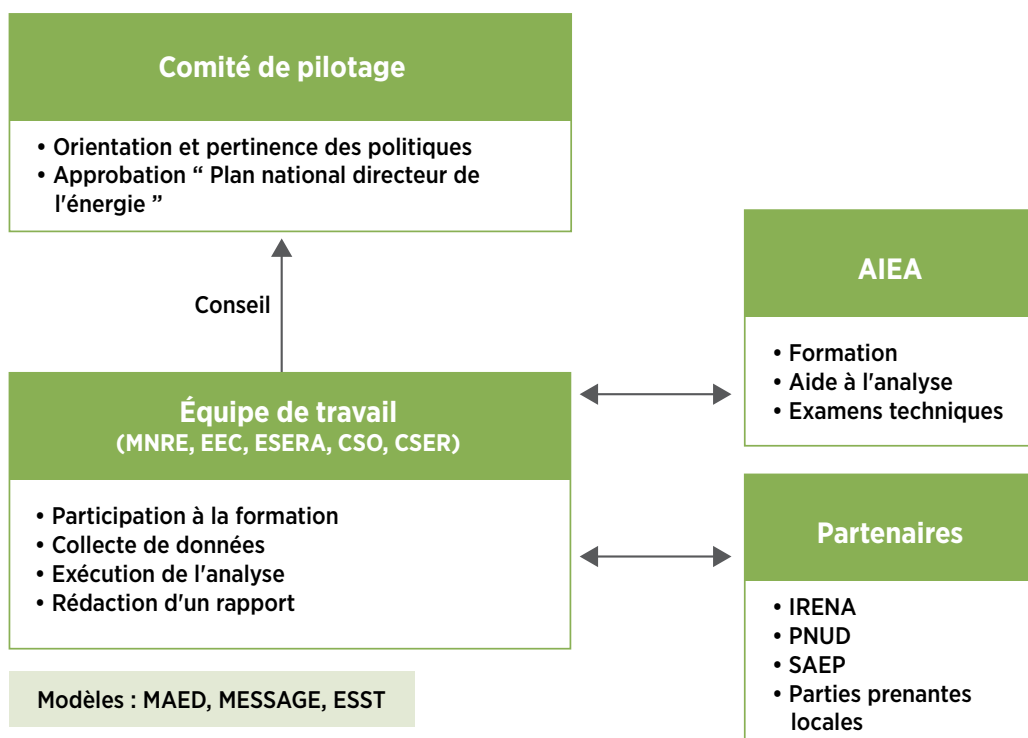 Comité de pilotage
• Orientation et pertinence des politiques
• Approbation “ Plan national directeur de
l'énergie ”
Conseil
Équipe de travail
(MNRE, EEC, ESERA, CSO, CSER)
• Participation à la formation
• Collecte de données
• Exécution de l'analyse
• Rédaction d'un rapport
Modèles : MAED, MESSAGE, ESST
AIEA
• Formation
• Aide à l'analyse
• Examens techniques
Partenaires
• IRENA
• PNUD
• SAEP
• Parties prenantes
locales